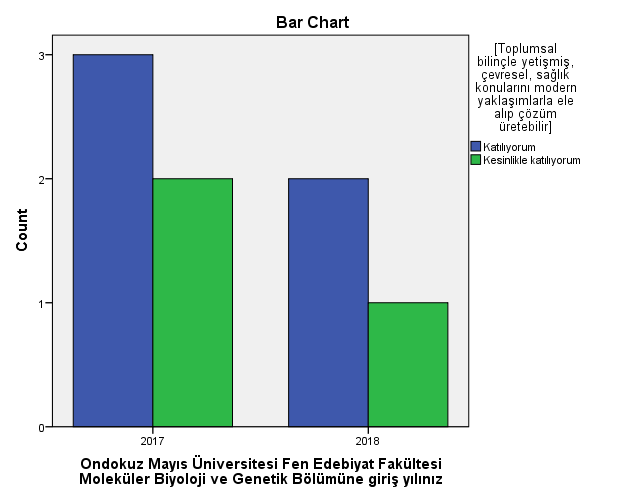 Bar Chart
[Toplumsal
bilinçle yetişmiş,
çevresel, sağlık
konularını modern
yaklaşımlarla ele
alıp çözüm
üretebilir]
Katılıyorum
Kesinlikle katılıyorum
Count
3
2
1
0
2017
2018
Ondokuz Mayıs Üniversitesi Fen Edebiyat Fakültesi
Moleküler Biyoloji ve Genetik Bölümüne giriş yılınız